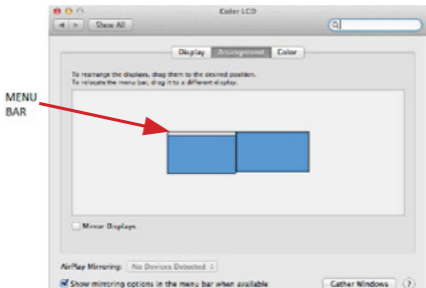 Color LCD
Show All
Display Arrangement Color
To rearrange the displays, drag them to the desired position.
To relocate the menu bar, drag it to a different display.
MENU
BAR
Mirror Displays
AirPlay Mirroring: No Devices Detected
Show mirroring options in the menu bar when available
Gather Windows ?